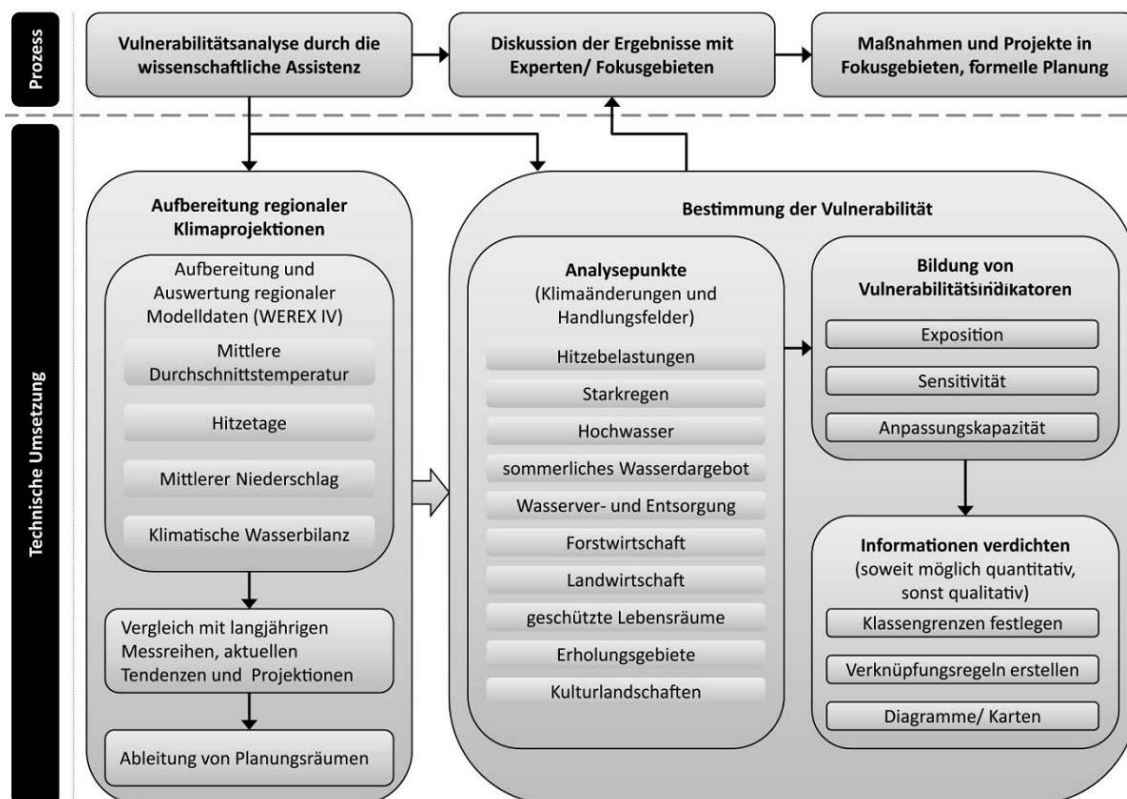 Prozess
Vulnerabilitätsanalyse durch die
wissenschaftliche Assistenz
Diskussion der Ergebnisse mit
Experten/ Fokusgebieten
Maßnahmen und Projekte in
Fokusgebieten, formelle Planung
Technische Umsetzung
Aufbereitung regionaler
Klimaprojektionen
Aufbereitung und
Auswertung regionaler
Modelldaten (WEREX IV)
Mittlere
Durchschnittstemperatur
Hitzetage
Mittlerer Niederschlag
Klimatische Wasserbilanz
Vergleich mit langjährigen
Messreihen, aktuellen
Tendenzen und Projektionen
Ableitung von Planungsräumen
Bestimmung der Vulnerabilität
Analysepunkte
(Klimaänderungen und
Handlungsfelder)
Hitzebelastungen
Starkregen
Hochwasser
sommerliches Wasserdargebot
Wasserver- und Entsorgung
Forstwirtschaft
Landwirtschaft
geschützte Lebensräume
Erholungsgebiete
Kulturlandschaften
Bildung von
Vulnerabilitätsindikatoren
Exposition
Sensitivität
Anpassungskapazität
Informationen verdichten
(soweit möglich quantitativ,
sonst qualitativ)
Klassengrenzen festlegen
Verknüpfungsregeln erstellen
Diagramme/ Karten